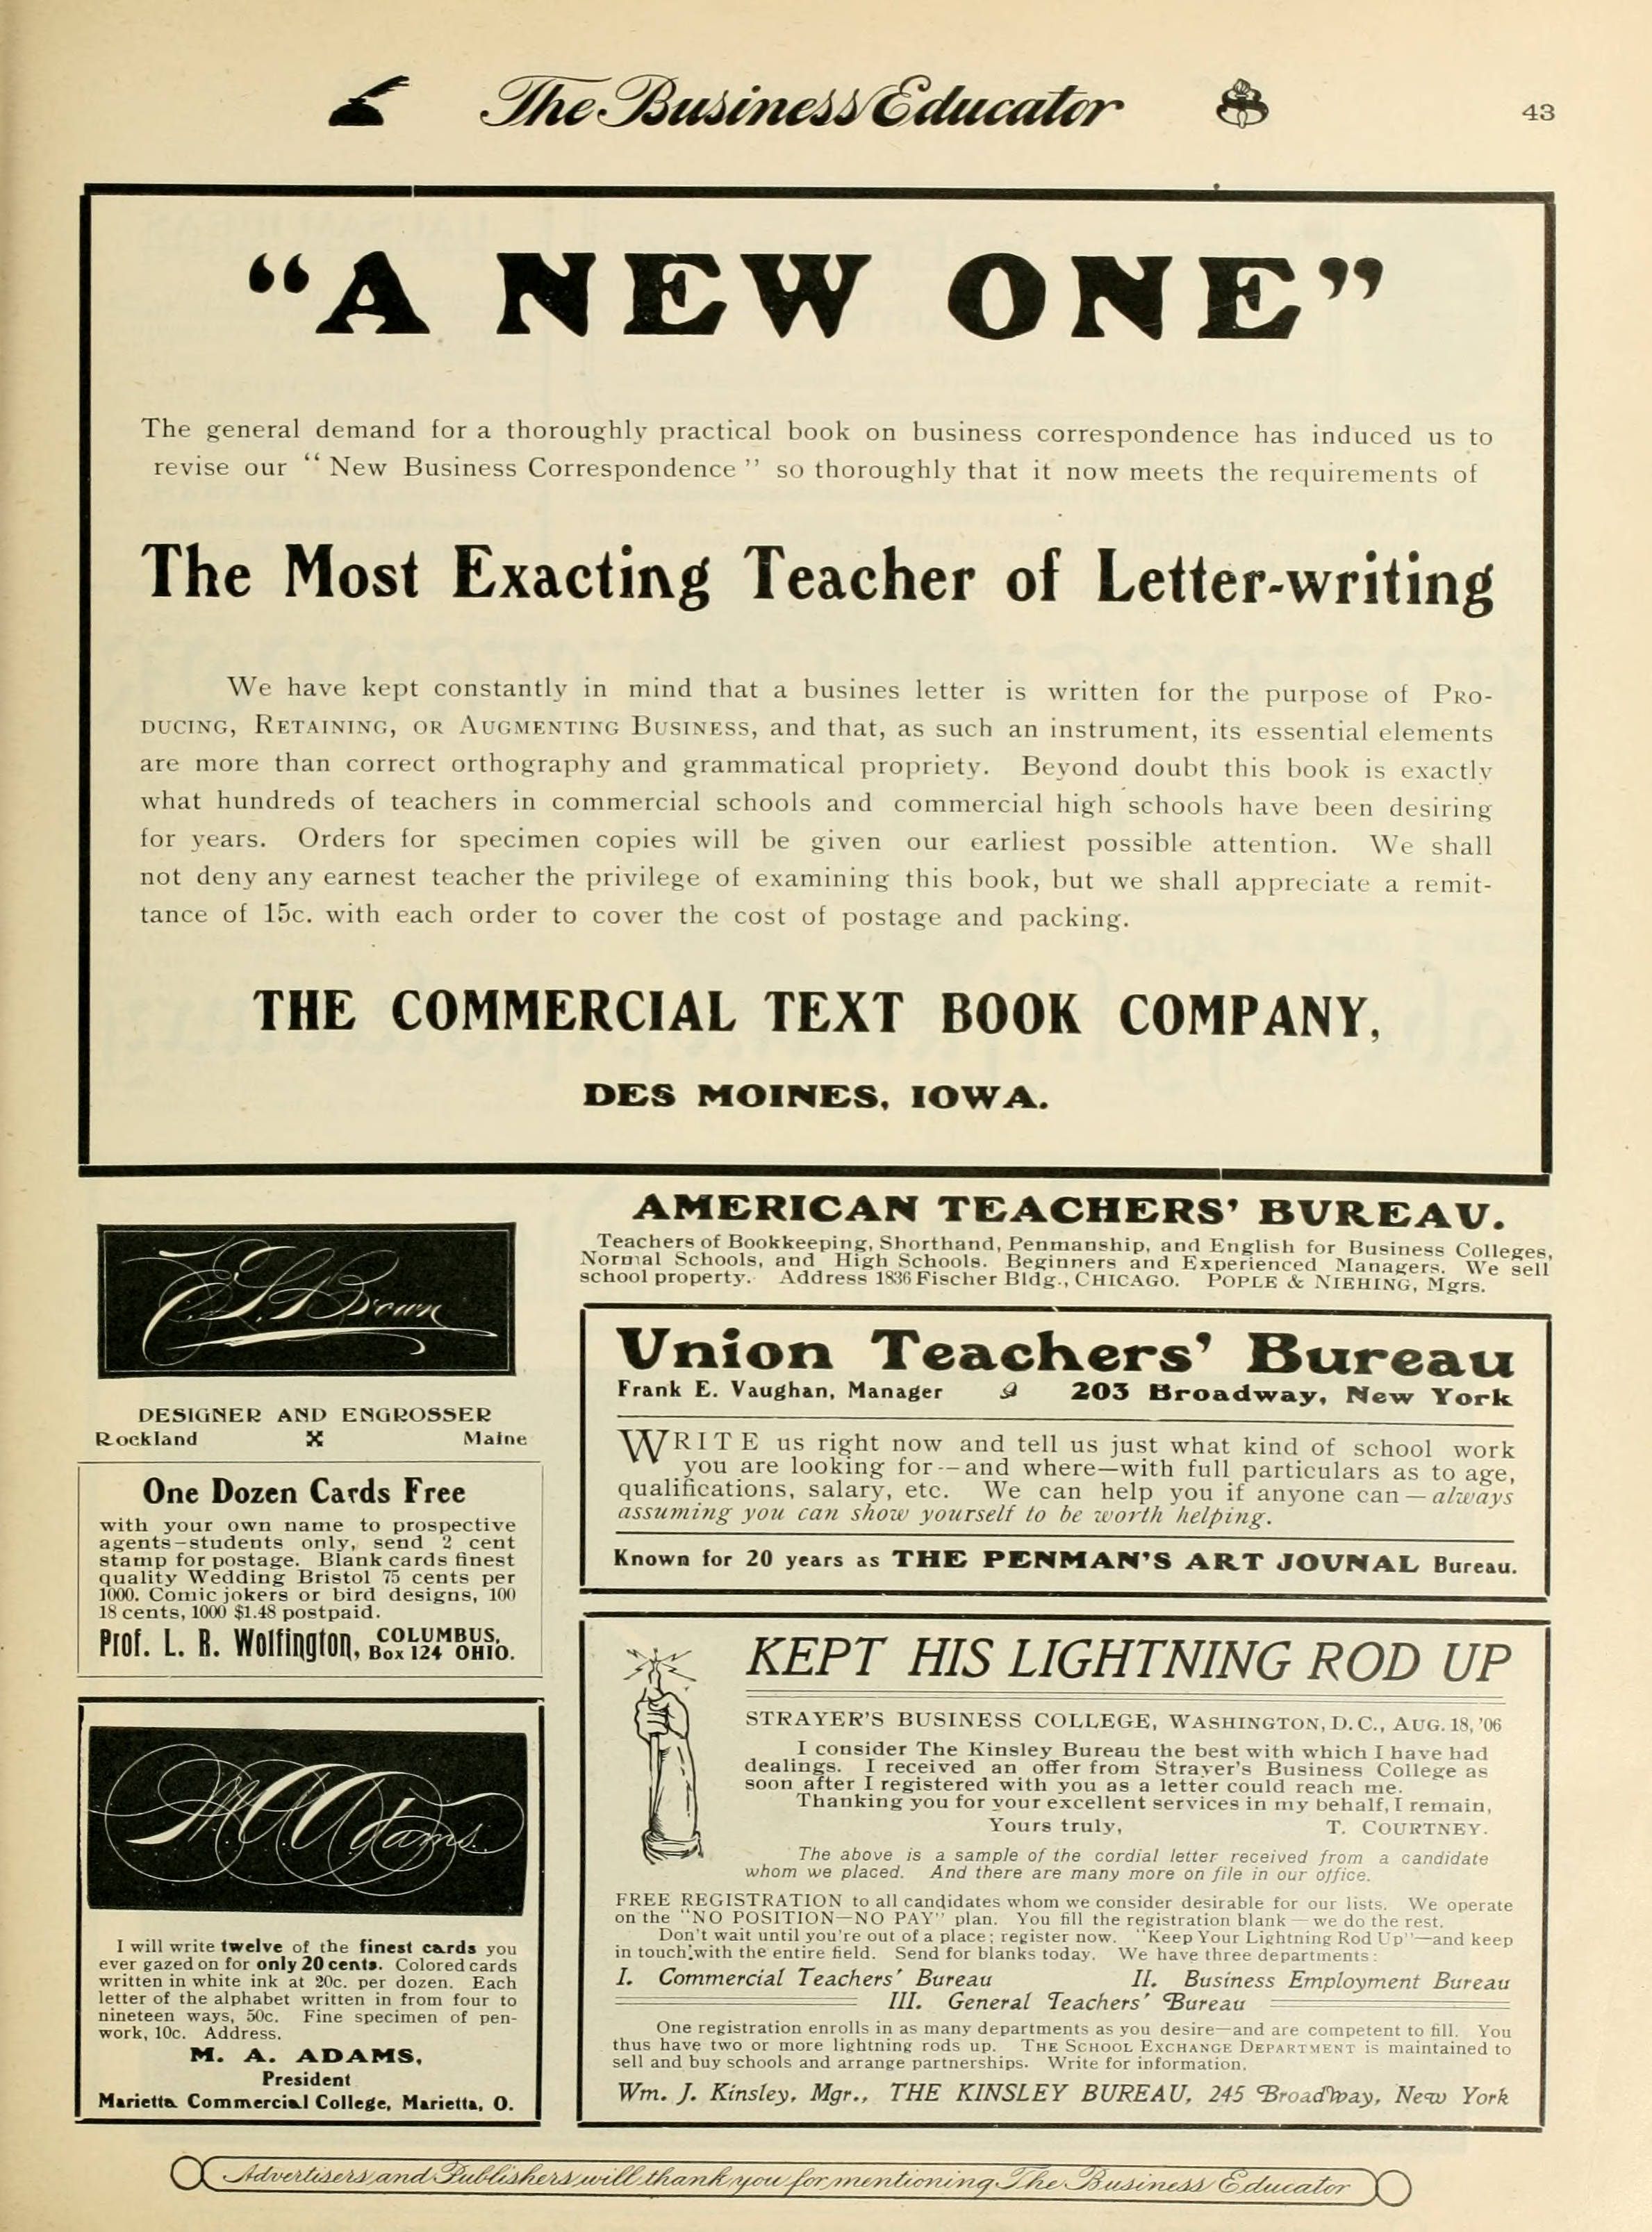 The Business Educator
43
“A NEW ONE”
The general demand for a thoroughly practical book on business correspondence has induced us to
revise our “New Business Correspondence” so thoroughly that it now meets the requirements of
The Most Exacting Teacher of Letter-writing
We have kept constantly in mind that a busines letter is written for the purpose of PRO-
DUCING, RETAINING, OR AUGMENTING BUSINESS, and that, as such an instrument, its essential elements
are more than correct orthography and grammatical propriety. Beyond doubt this book is exactly
what hundreds of teachers in commercial schools and commercial high schools have been desiring
for years. Orders for specimen copies will be given our earliest possible attention. We shall
not deny any earnest teacher the privilege of examining this book, but we shall appreciate a remit-
tance of 15c. with each order to cover the cost of postage and packing.
THE COMMERCIAL TEXT BOOK COMPANY,
DES MOINES, IOWA.
E. L. Brown
DESIGNER AND ENGROSSER
Rockland Maine
One Dozen Cards Free
with your own name to prospective
agents—students only, send 2 cent
stamp for postage. Blank cards finest
quality Wedding Bristol 75 cents per
1000. Comic jokers or bird designs, 100
18 cents, 1000 $1.48 postpaid.
Prof. L. R. Wolfington, COLUMBUS,
Box 124 OHIO.
M. A. Adams.
I will write twelve of the finest cards you
ever gazed on for only 20 cents. Colored cards
written in white ink at 20c. per dozen. Each
letter of the alphabet written in from four to
nineteen ways, 50c. Fine specimen of pen-
work, 10c. Address.
M. A. ADAMS,
President
Marietta Commercial College, Marietta, O.
AMERICAN TEACHERS' BUREAU.
Teachers of Bookkeeping, Shorthand, Penmanship, and English for Business Colleges,
Normal Schools, and High Schools. Beginners and Experienced Managers. We sell
school property. Address 1836 Fischer Bldg., CHICAGO. POPLE & NIEHING, Mgrs.
Union Teachers' Bureau
Frank E. Vaughan, Manager 203 Broadway, New York
WRITE us right now and tell us just what kind of school work
you are looking for--and where—with full particulars as to age,
qualifications, salary, etc. We can help you if anyone can—always
assuming you can show yourself to be worth helping.
Known for 20 years as THE PENMAN'S ART JOUNAL Bureau.
KEPT HIS LIGHTNING ROD UP
STRAYER'S BUSINESS COLLEGE, WASHINGTON, D. C., AUG. 18, '06
I consider The Kinsley Bureau the best with which I have had
dealings. I received an offer from Strayer's Business College as
soon after I registered with you as a letter could reach me.
Thanking you for your excellent services in my behalf, I remain,
Yours truly, T. COURTNEY.
The above is a sample of the cordial letter received from a candidate
whom we placed. And there are many more on file in our office.
FREE REGISTRATION to all candidates whom we consider desirable for our lists. We operate
on the “NO POSITION—NO PAY” plan. You fill the registration blank — we do the rest.
Don't wait until you're out of a place; register now. “Keep Your Lightning Rod Up”—and keep
in touch with the entire field. Send for blanks today. We have three departments:
I. Commercial Teachers' Bureau II. Business Employment Bureau
III. General Teachers' Bureau
One registration enrolls in as many departments as you desire—and are competent to fill. You
thus have two or more lightning rods up. THE SCHOOL EXCHANGE DEPARTMENT is maintained to
sell and buy schools and arrange partnerships. Write for information.
Wm. J. Kinsley, Mgr., THE KINSLEY BUREAU, 245 Broadway, New York
Advertisers and Publishers will thank you for mentioning The Business Educator